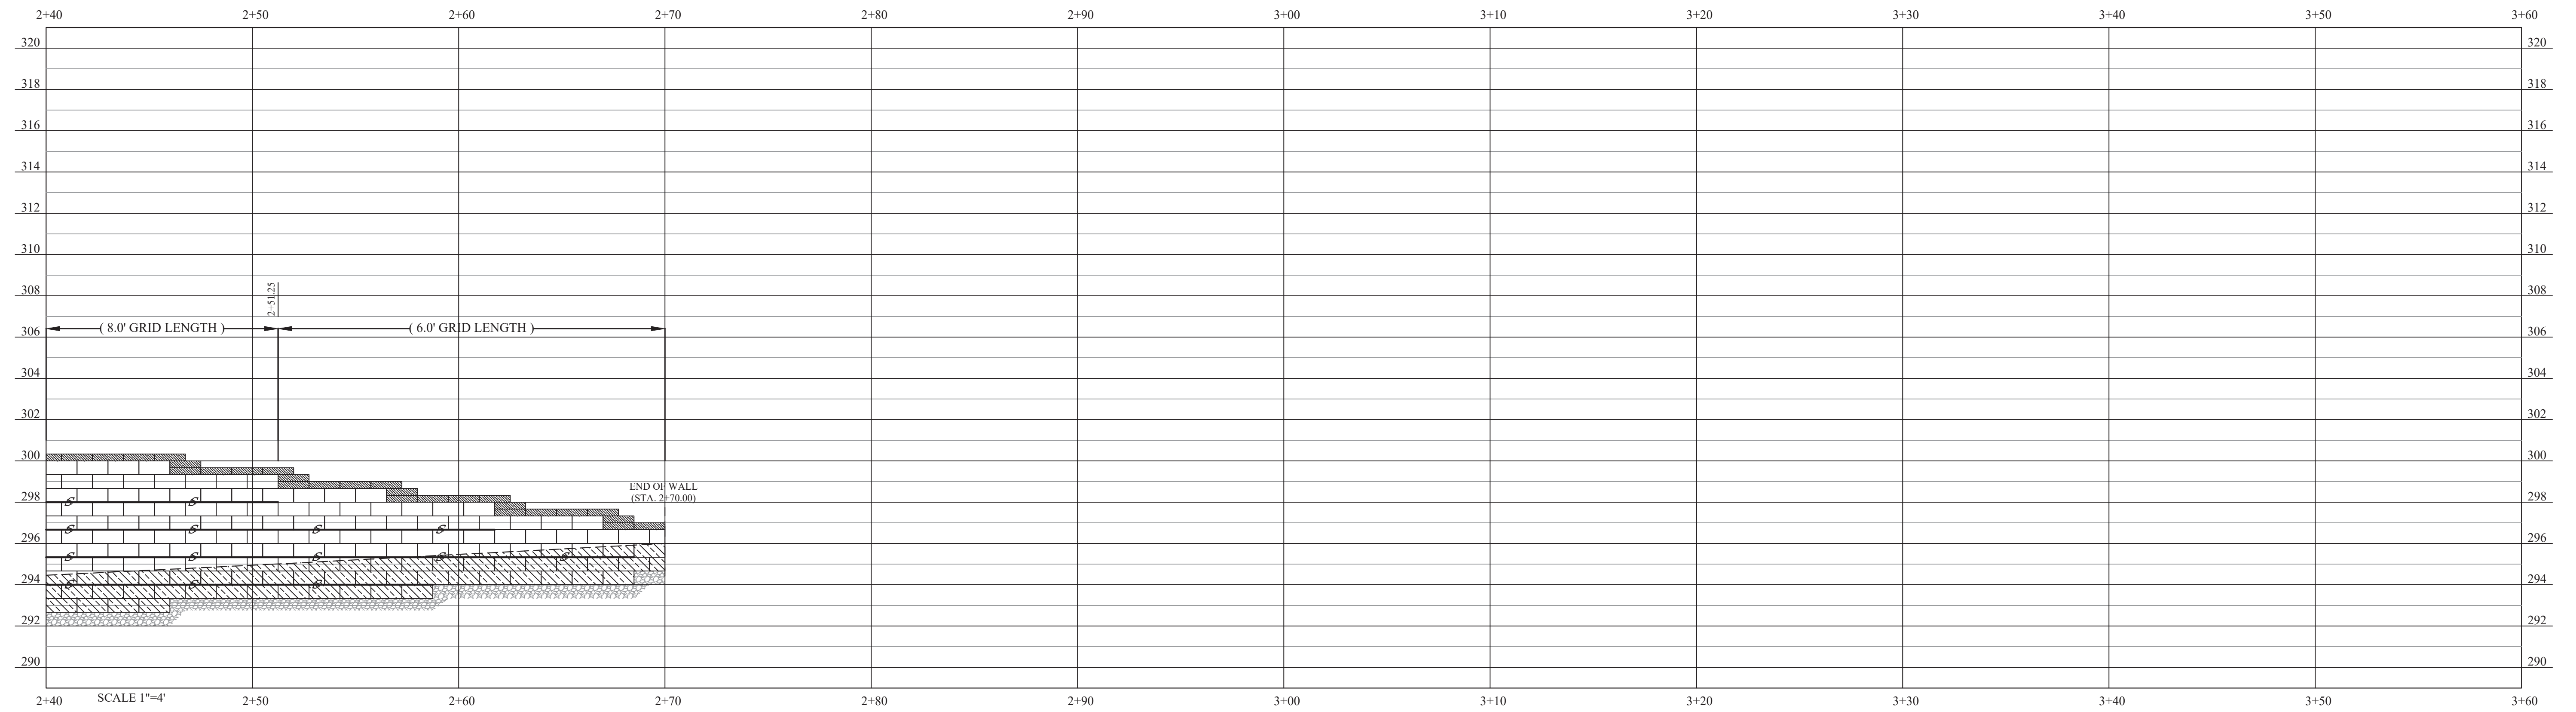 2+40 2+50 2+60 2+70 2+80 2+90 3+00 3+10 3+20 3+30 3+40 3+50 3+60
320 320
318 318
316 316
314 314
312 312
310 310
308 308
2+51.25
( 8.0' GRID LENGTH ) ( 6.0' GRID LENGTH )
306 306
304 304
302 302
300 300
END OF WALL
(STA. 2+70.00)
298 298
S S
S S S S
296 296
S S S S S
294 294
S S S
292 292
290 290
SCALE 1"=4'
2+40 2+50 2+60 2+70 2+80 2+90 3+00 3+10 3+20 3+30 3+40 3+50 3+60